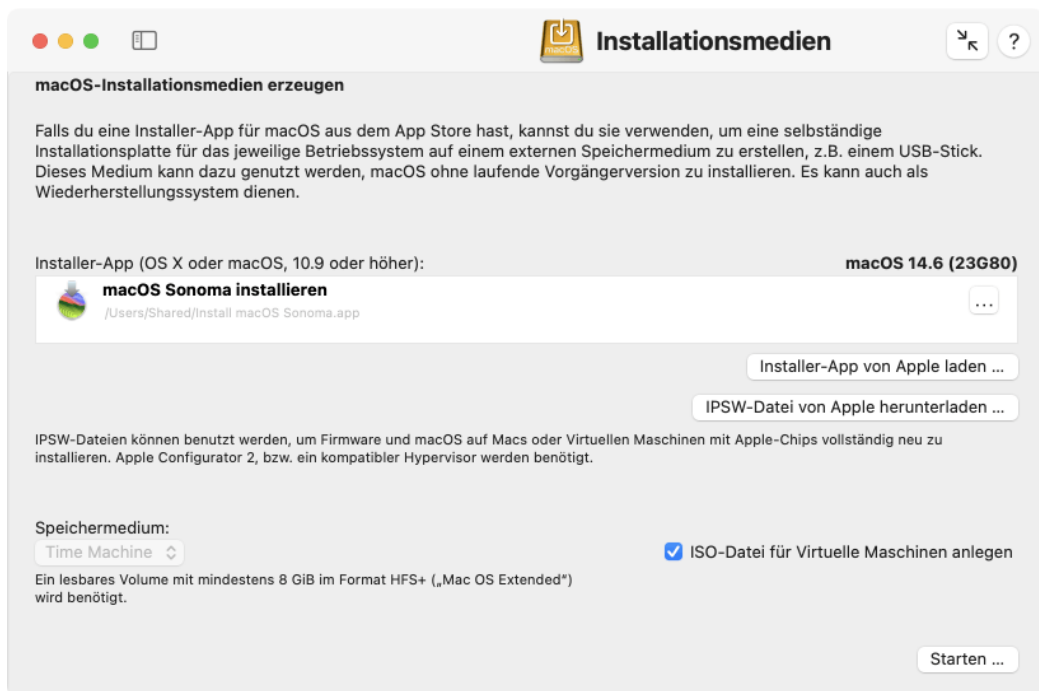 macOS
Installationsmedien
?
macOS-Installationsmedien erzeugen
Falls du eine Installer-App für macOS aus dem App Store hast, kannst du sie verwenden, um eine selbständige
Installationsplatte für das jeweilige Betriebssystem auf einem externen Speichermedium zu erstellen, z.B. einem USB-Stick.
Dieses Medium kann dazu genutzt werden, macOS ohne laufende Vorgängerversion zu installieren. Es kann auch als
Wiederherstellungssystem dienen.
Installer-App (OS X oder macOS, 10.9 oder höher): macOS 14.6 (23G80)
macOS Sonoma installieren
/Users/Shared/Install macOS Sonoma.app
...
Installer-App von Apple laden ...
IPSW-Datei von Apple herunterladen ...
IPSW-Dateien können benutzt werden, um Firmware und macOS auf Macs oder Virtuellen Maschinen mit Apple-Chips vollständig neu zu
installieren. Apple Configurator 2, bzw. ein kompatibler Hypervisor werden benötigt.
Speichermedium:
Time Machine
ISO-Datei für Virtuelle Maschinen anlegen
Ein lesbares Volume mit mindestens 8 GiB im Format HFS+ („Mac OS Extended“)
wird benötigt.
Starten ...